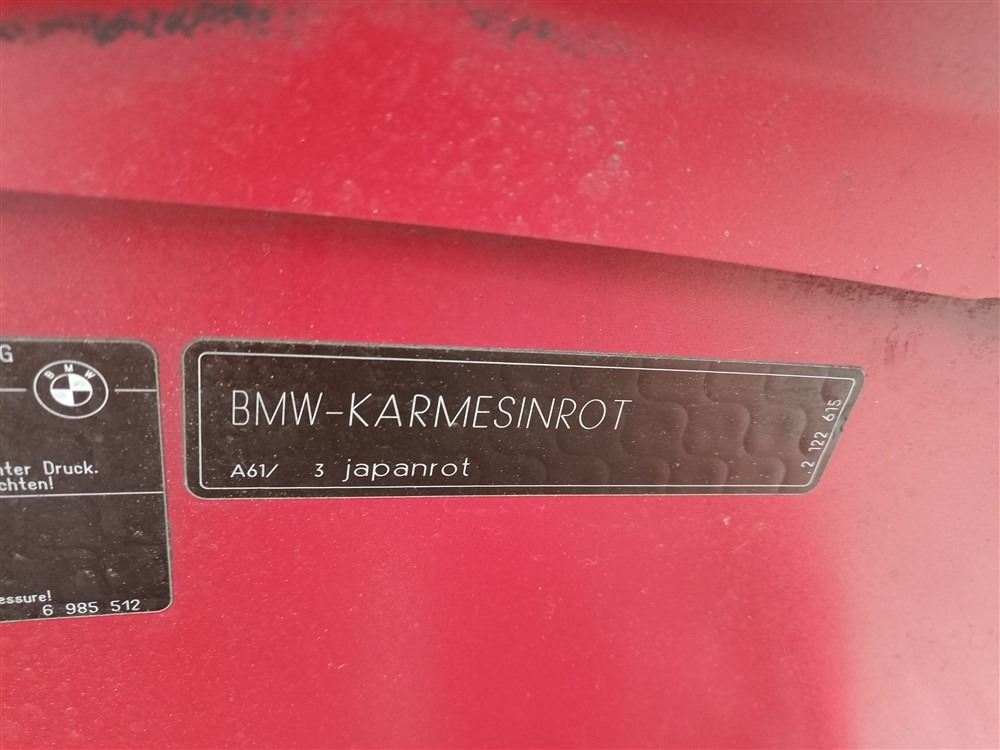 G
BMW
nter Druck.
chten!
essure!
6 985 512
BMW-KARMESINROT
A61/ 3 japanrot
2 122 615